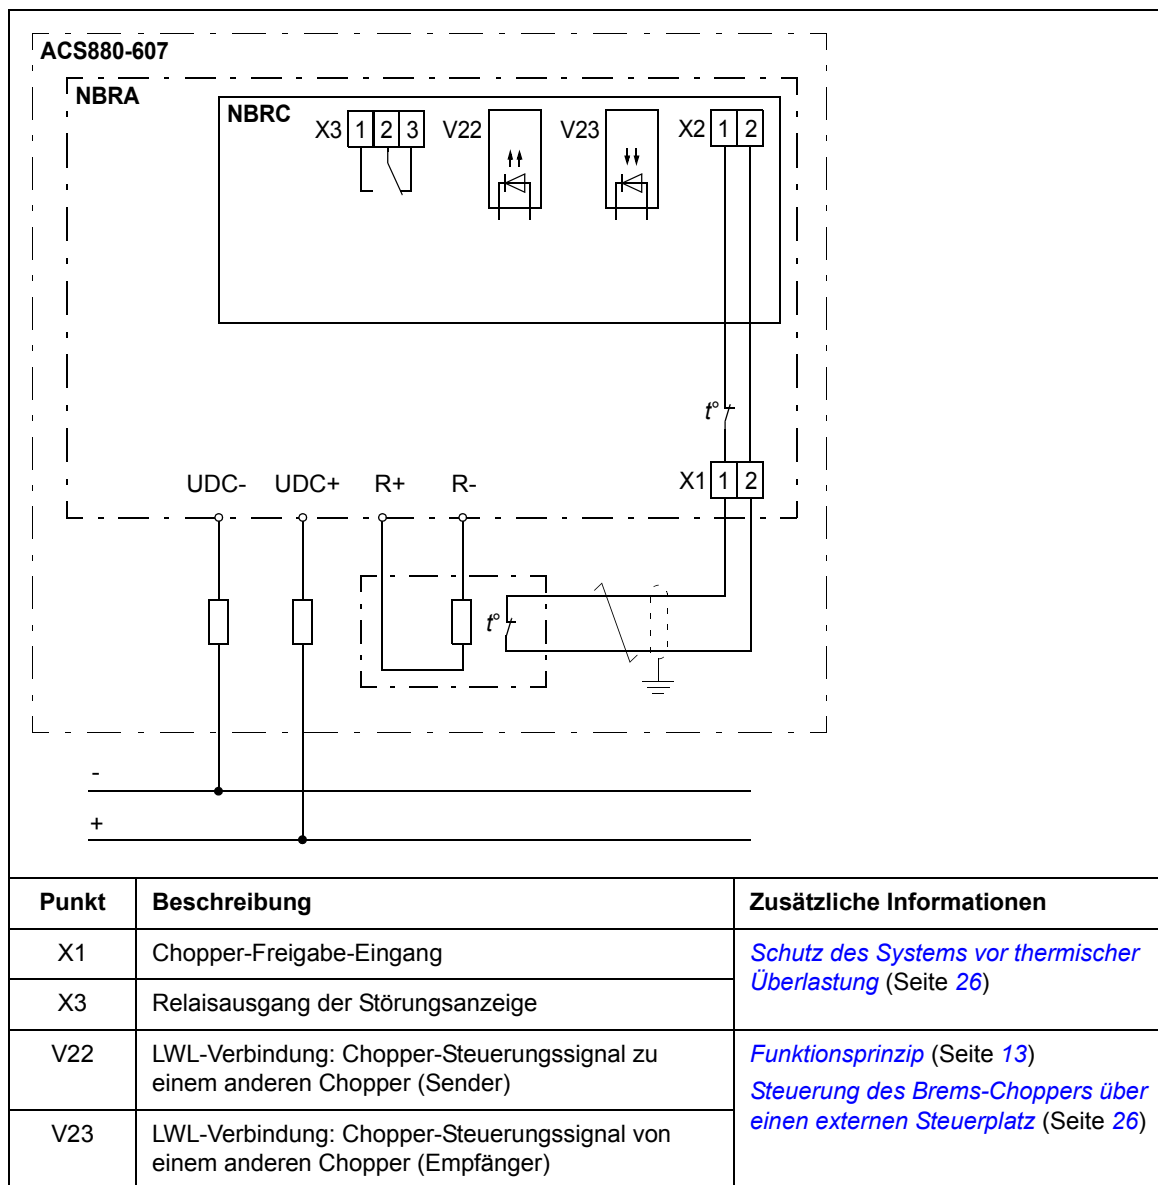 ACS880-607
NBRA
NBRC
X3 1 2 3 V22 V23 X2 1 2
t°
UDC- UDC+ R+ R- X1 1 2
t°
-
+
Punkt Beschreibung Zusätzliche Informationen
X1 Chopper-Freigabe-Eingang
Schutz des Systems vor thermischer
Überlastung (Seite 26)
X3 Relaisausgang der Störungsanzeige
V22 LWL-Verbindung: Chopper-Steuerungssignal zu
einem anderen Chopper (Sender)
Funktionsprinzip (Seite 13)
Steuerung des Brems-Choppers über
einen externen Steuerplatz (Seite 26)
V23 LWL-Verbindung: Chopper-Steuerungssignal von
einem anderen Chopper (Empfänger)